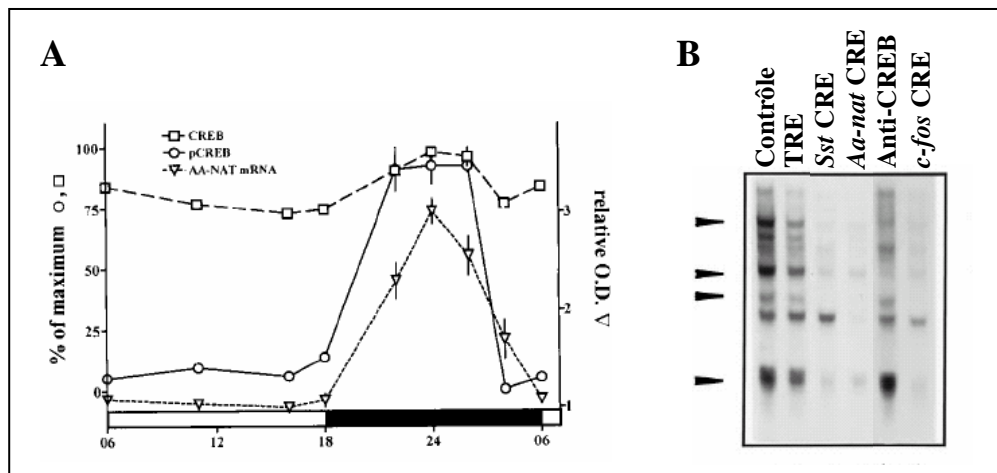 A
CREB
pCREB
AA-NAT mRNA
% of maximum ○, □
100
75
50
25
0
relative O.D. ▽
3
2
1
06
12
18
24
06
B
Contrôle
TRE
Sst CRE
Aa-nat CRE
Anti-CREB
c-fos CRE